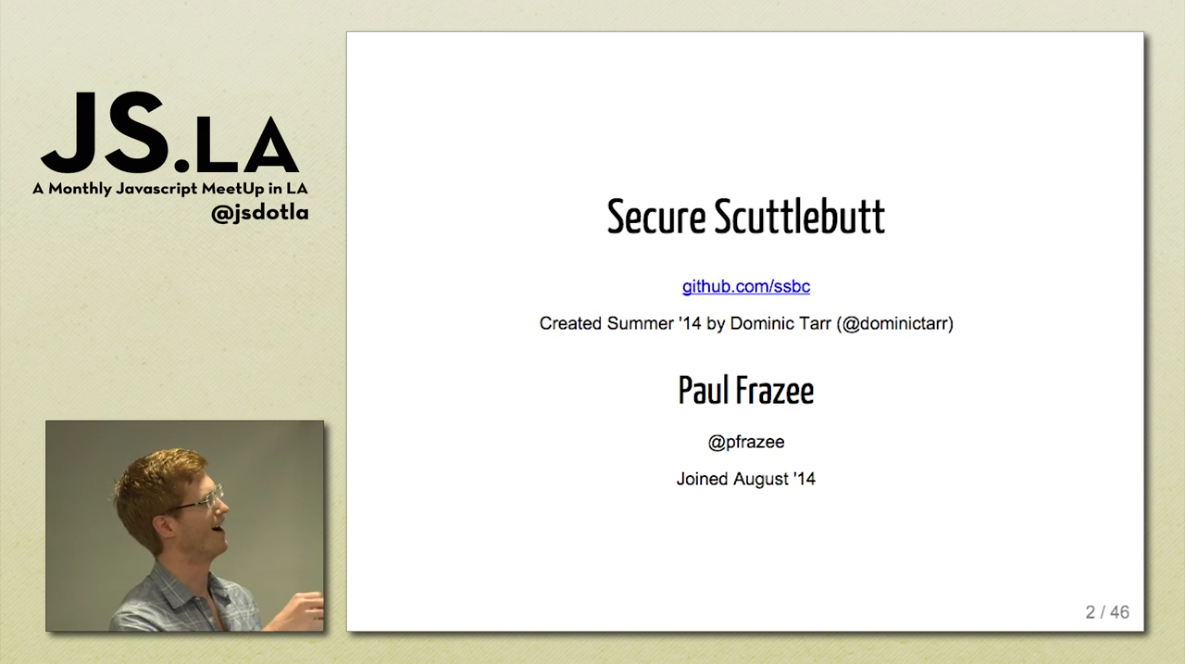 JS.LA
A Monthly Javascript MeetUp in LA
@jsdotla
Secure Scuttlebutt
github.com/ssbc
Created Summer '14 by Dominic Tarr (@dominictarr)
Paul Frazee
@pfrazee
Joined August '14
2 / 46